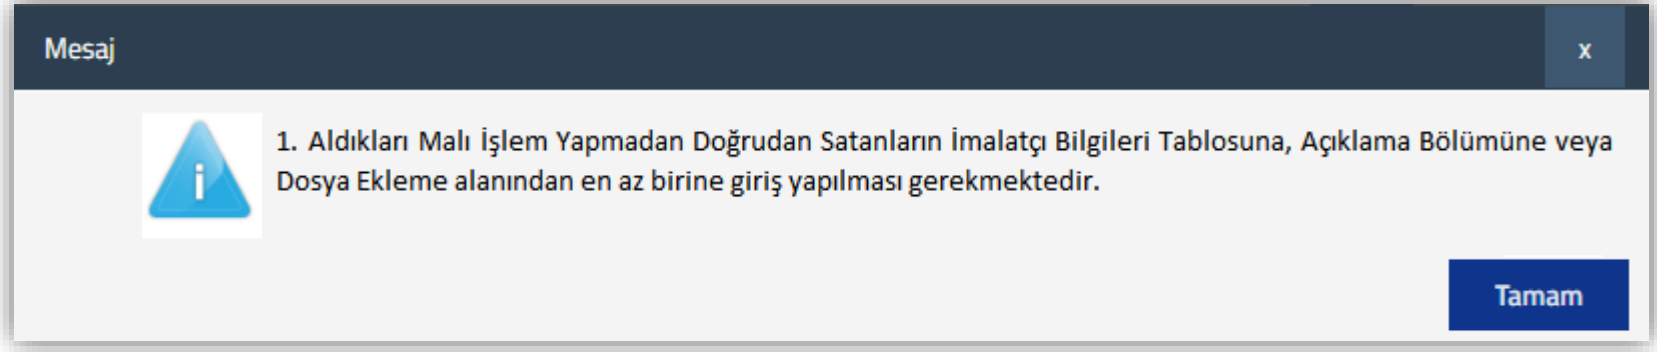 Mesaj
x
1. Aldıkları Malı İşlem Yapmadan Doğrudan Satanların İmalatçı Bilgileri Tablosuna, Açıklama Bölümüne veya
Dosya Ekleme alanından en az birine giriş yapılması gerekmektedir.
Tamam